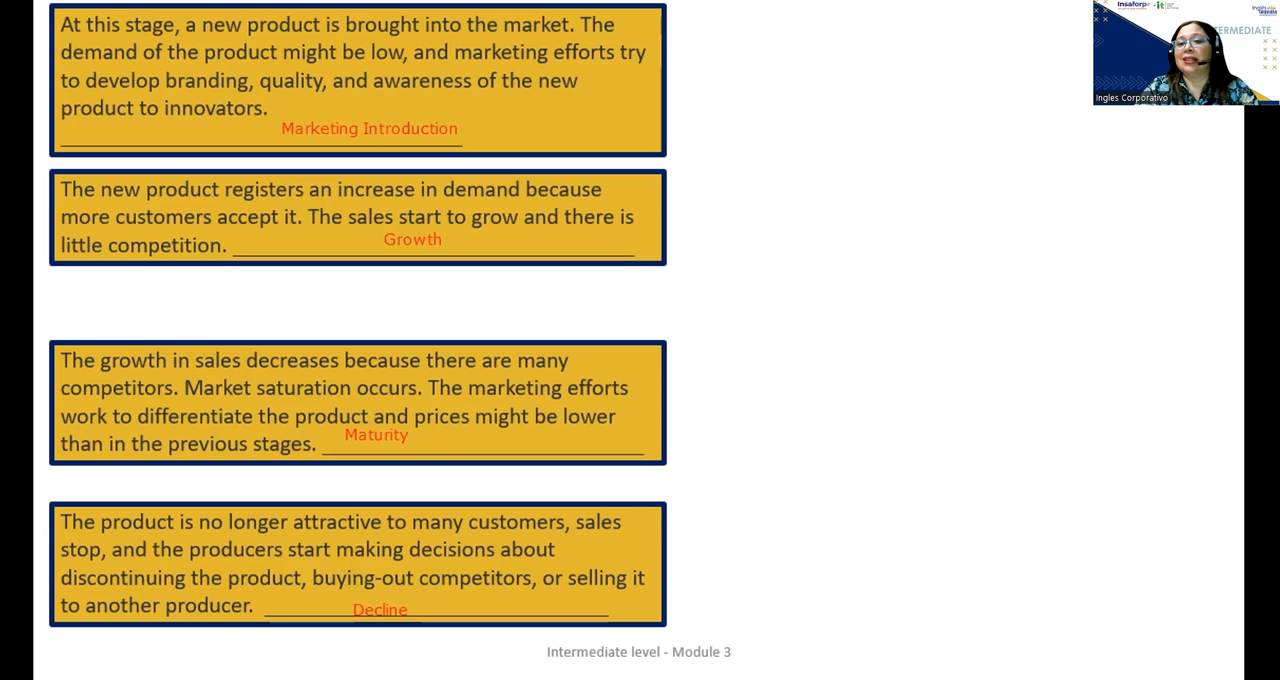 At this stage, a new product is brought into the market. The
demand of the product might be low, and marketing efforts try
to develop branding, quality, and awareness of the new
product to innovators.
Marketing Introduction
The new product registers an increase in demand because
more customers accept it. The sales start to grow and there is
little competition. Growth
The growth in sales decreases because there are many
competitors. Market saturation occurs. The marketing efforts
work to differentiate the product and prices might be lower
than in the previous stages. Maturity
The product is no longer attractive to many customers, sales
stop, and the producers start making decisions about
discontinuing the product, buying-out competitors, or selling it
to another producer. Decline
Intermediate level - Module 3
Insaforp
ERMEDIATE
Ingles Corporativo